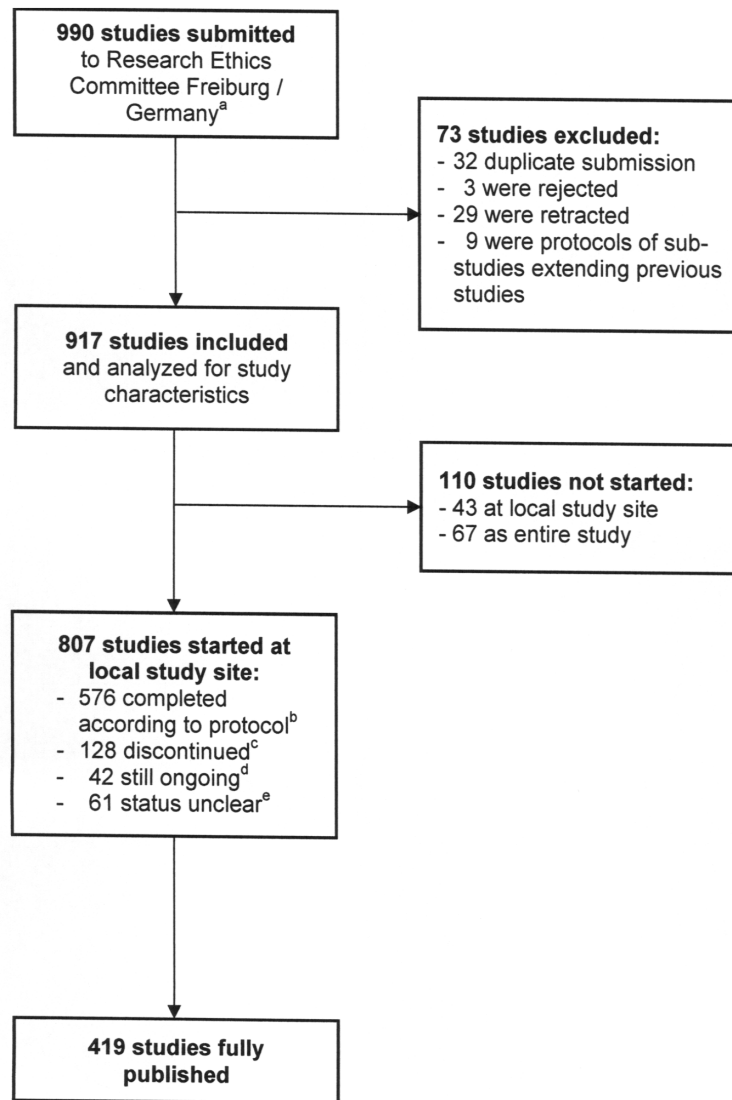 990 studies submitted
to Research Ethics
Committee Freiburg /
Germanyᵃ
73 studies excluded:
- 32 duplicate submission
- 3 were rejected
- 29 were retracted
- 9 were protocols of sub-
studies extending previous
studies
917 studies included
and analyzed for study
characteristics
110 studies not started:
- 43 at local study site
- 67 as entire study
807 studies started at
local study site:
- 576 completed
according to protocolᵇ
- 128 discontinuedᶜ
- 42 still ongoingᵈ
- 61 status unclearᵉ
419 studies fully
published